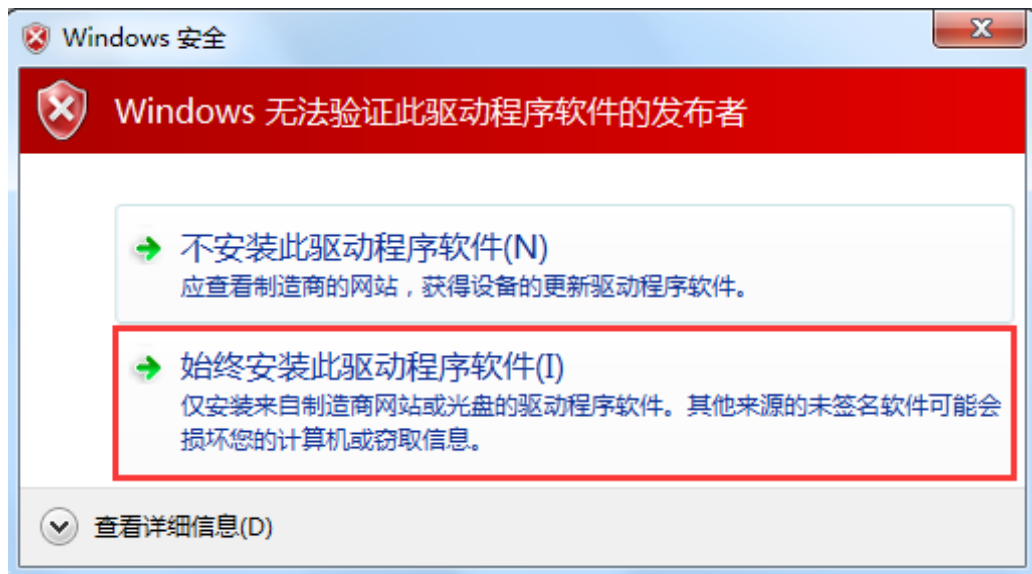 Windows 安全
Windows 无法验证此驱动程序软件的发布者
不安装此驱动程序软件(N)
应查看制造商的网站，获得设备的更新驱动程序软件。
始终安装此驱动程序软件(I)
仅安装来自制造商网站或光盘的驱动程序软件。其他来源的未签名软件可能会
损坏您的计算机或窃取信息。
查看详细信息(D)